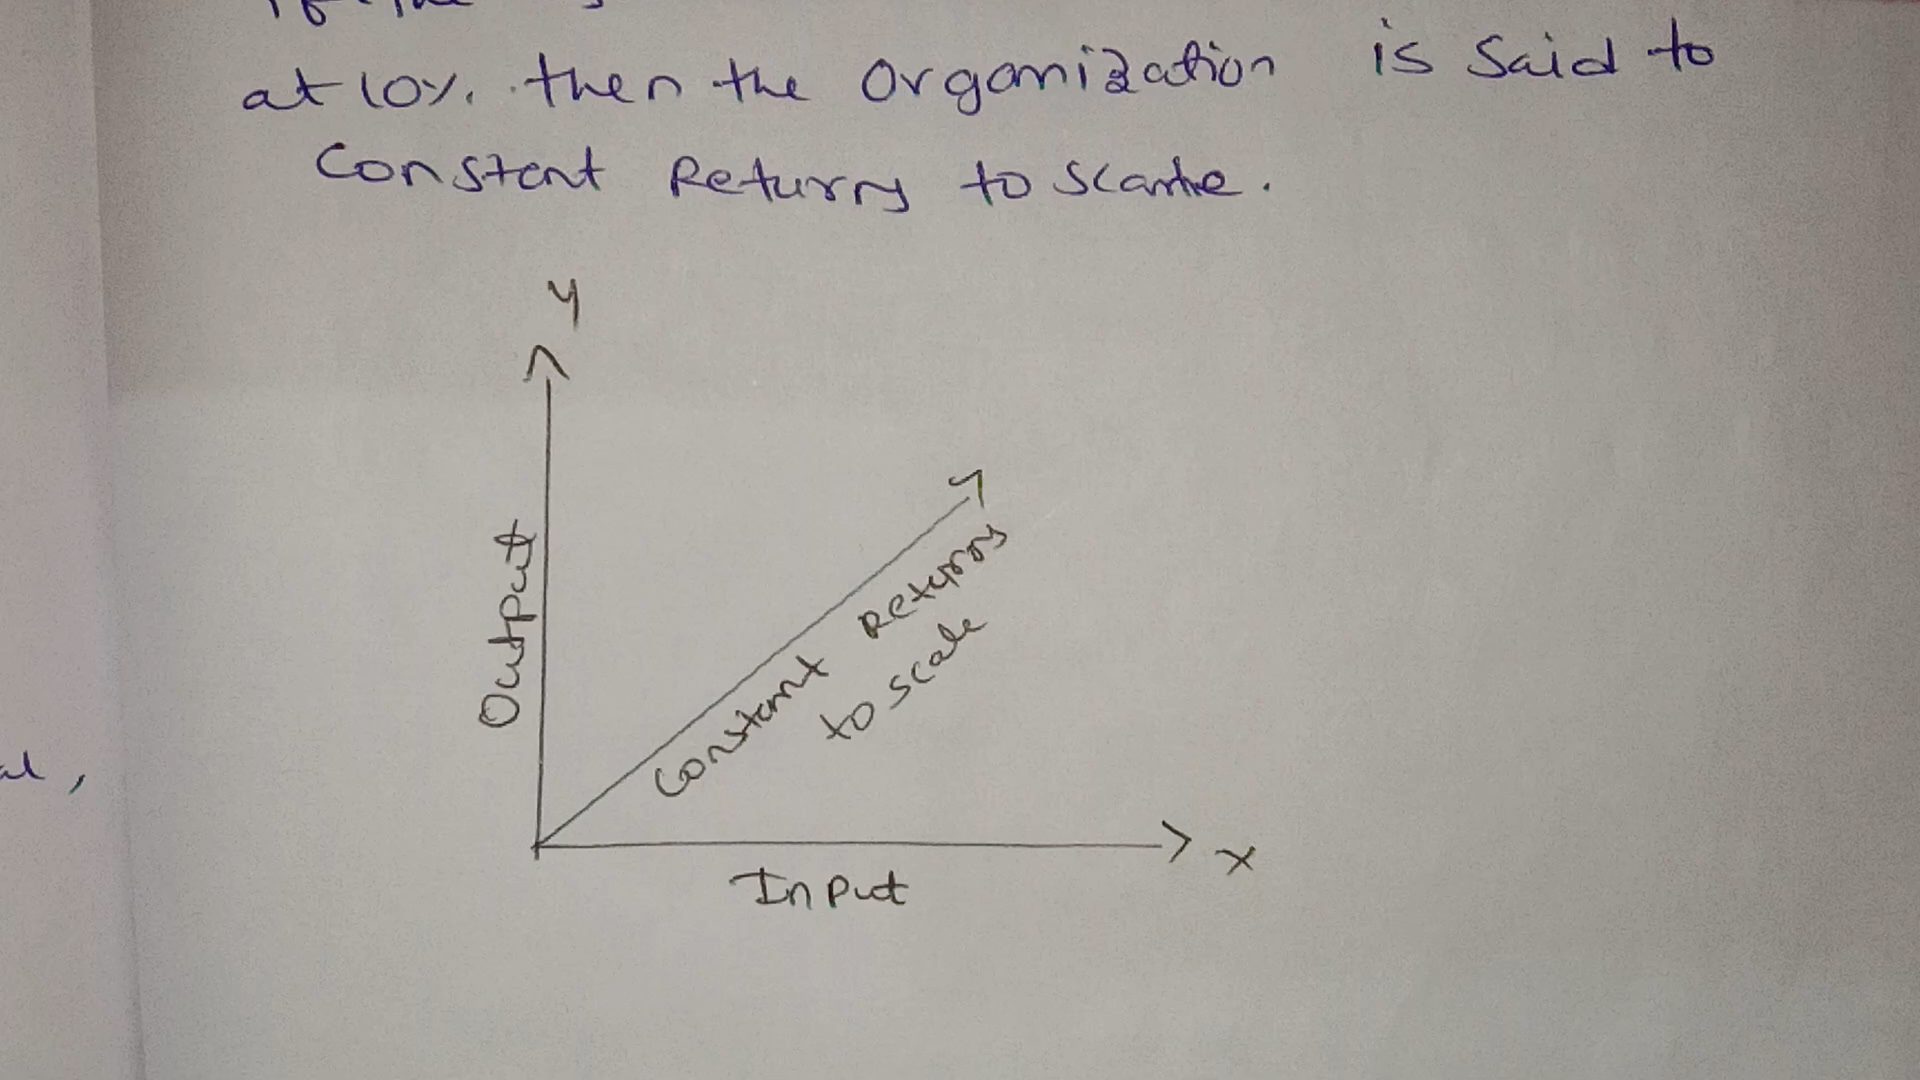 at 10%. then the Organization is said to
Constant Returns to scale.
Y
Output
Constant Returns
to scale
X
Input